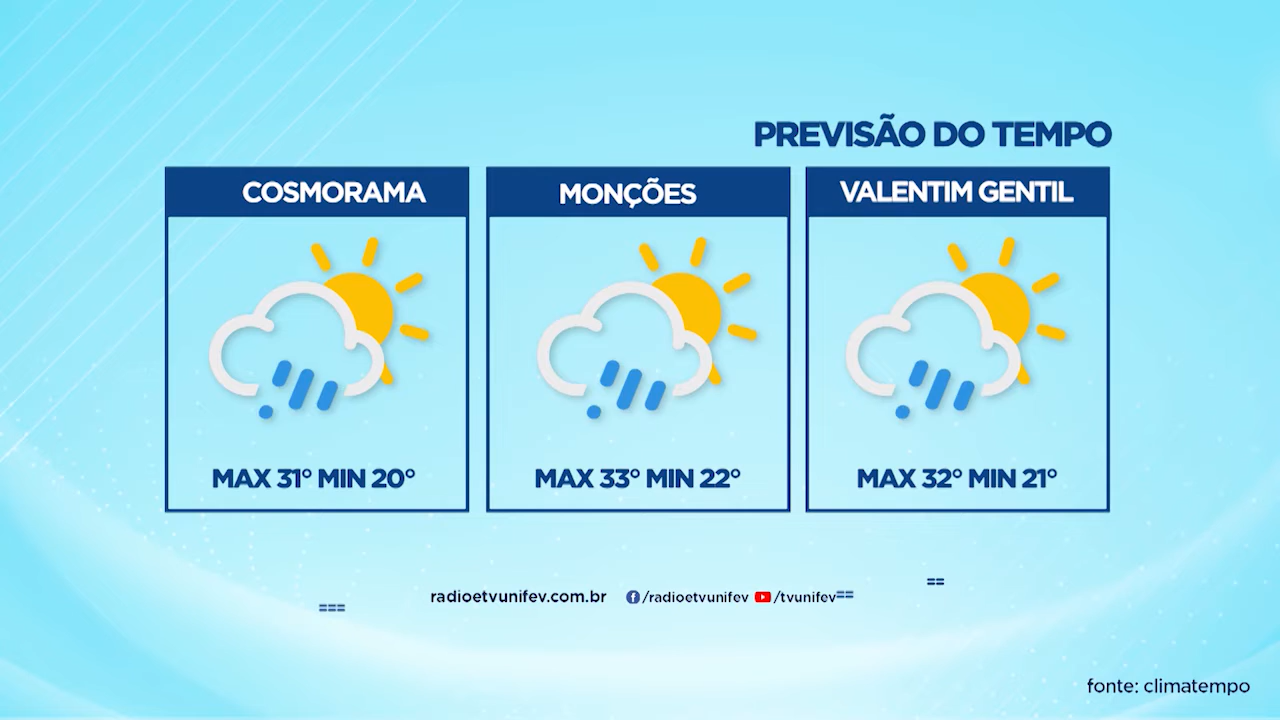 PREVISÃO DO TEMPO
COSMORAMA
MONÇÕES
VALENTIM GENTIL
MAX 31° MIN 20°
MAX 33° MIN 22°
MAX 32° MIN 21°
radioetvunifev.com.br /radioetvunifev /tvunifev
fonte: climatempo